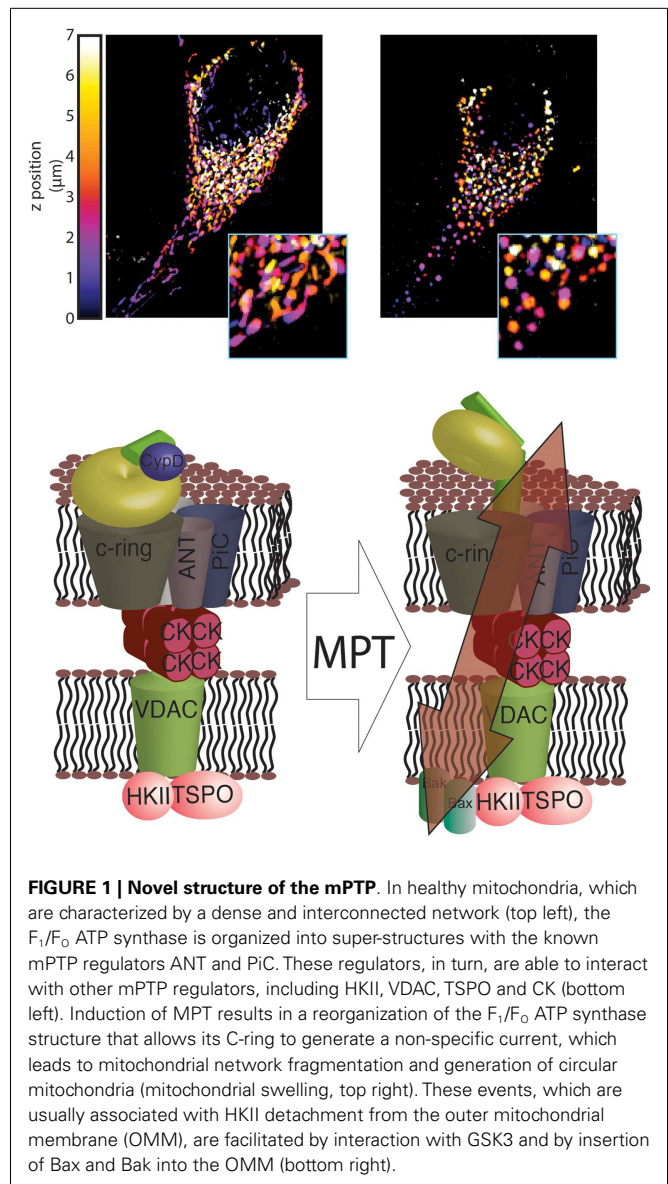 7
6
5
4
3
2
1
0
z position
(µm)
CypD
c-ring
ANT
PiC
CK CK
CK CK
VDAC
HKII TSPO
MPT
c-ring
ANT
PiC
CK CK
CK CK
VDAC
Bak
Bax
HKII TSPO
FIGURE 1 | Novel structure of the mPTP. In healthy mitochondria, which
are characterized by a dense and interconnected network (top left), the
F₁/F₀ ATP synthase is organized into super-structures with the known
mPTP regulators ANT and PiC. These regulators, in turn, are able to interact
with other mPTP regulators, including HKII, VDAC, TSPO and CK (bottom
left). Induction of MPT results in a reorganization of the F₁/F₀ ATP synthase
structure that allows its C-ring to generate a non-specific current, which
leads to mitochondrial network fragmentation and generation of circular
mitochondria (mitochondrial swelling, top right). These events, which are
usually associated with HKII detachment from the outer mitochondrial
membrane (OMM), are facilitated by interaction with GSK3 and by insertion
of Bax and Bak into the OMM (bottom right).